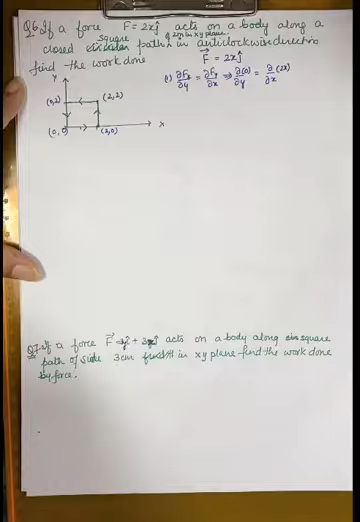 Q6 If a force F = 2xĵ acts on a body along a
closed square path of 2m in xy plane in anticlockwise direction
find the work done
F⃗ = 2xĵ
(i) ∂Fx/∂y = ∂Fy/∂x ⇒ ∂(0)/∂y = ∂/∂x (2x)
Y
(0,2) (2,2)
(0,0) (2,0) X
Q7 If a force F⃗ = + acts on a body along square
path of side 3cm in xy plane find the work done
by force.